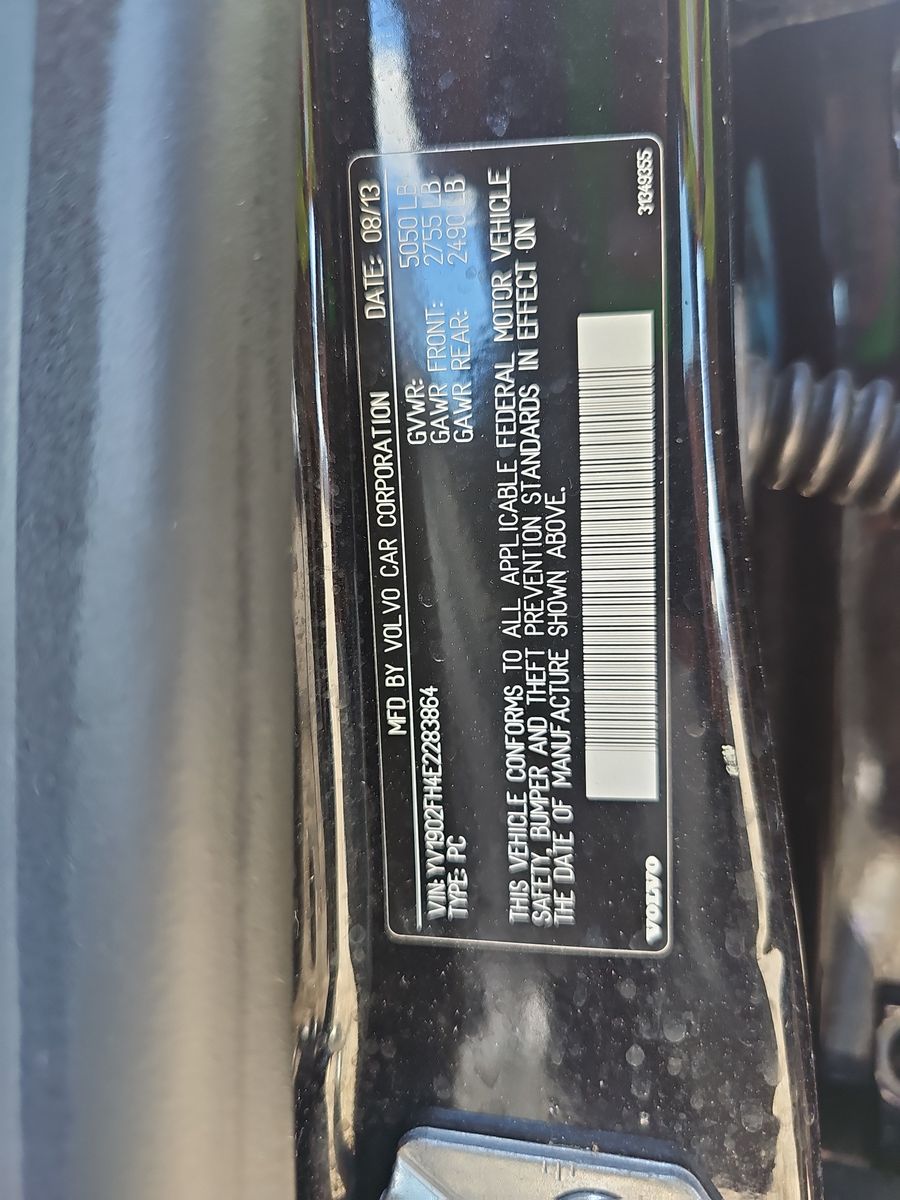 MFD BY VOLVO CAR CORPORATION DATE: 08/13
VIN: YV1902FH4E2283864 GVWR: 5050 LB
TYPE: PC GAWR FRONT: 2755 LB
GAWR REAR: 2490 LB
THIS VEHICLE CONFORMS TO ALL APPLICABLE FEDERAL MOTOR VEHICLE
SAFETY, BUMPER AND THEFT PREVENTION STANDARDS IN EFFECT ON
THE DATE OF MANUFACTURE SHOWN ABOVE.
VOLVO 31349355